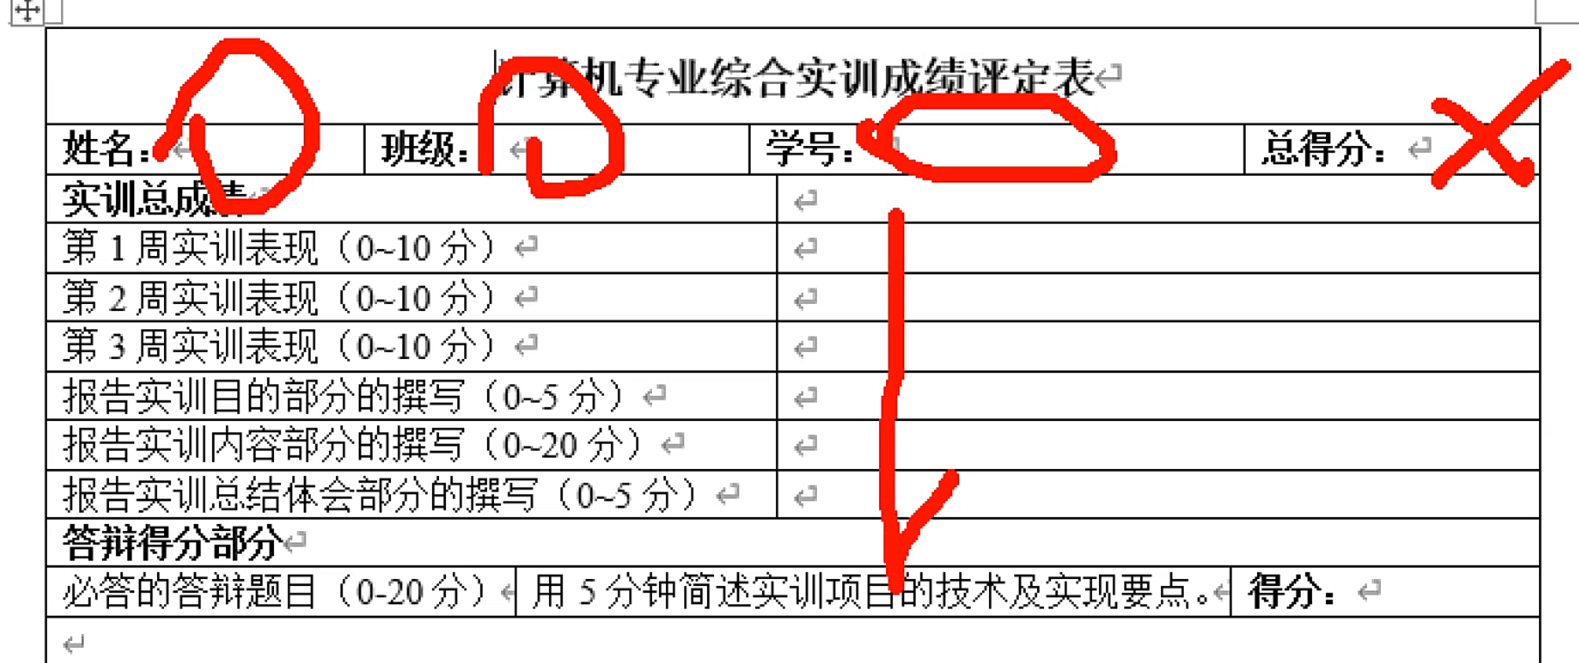 计算机专业综合实训成绩评定表
姓名： 班级： 学号： 总得分：
实训总成绩
第 1 周实训表现（0~10 分）
第 2 周实训表现（0~10 分）
第 3 周实训表现（0~10 分）
报告实训目的部分的撰写（0~5 分）
报告实训内容部分的撰写（0~20 分）
报告实训总结体会部分的撰写（0~5 分）
答辩得分部分
必答的答辩题目（0-20 分） 用 5 分钟简述实训项目的技术及实现要点。 得分：